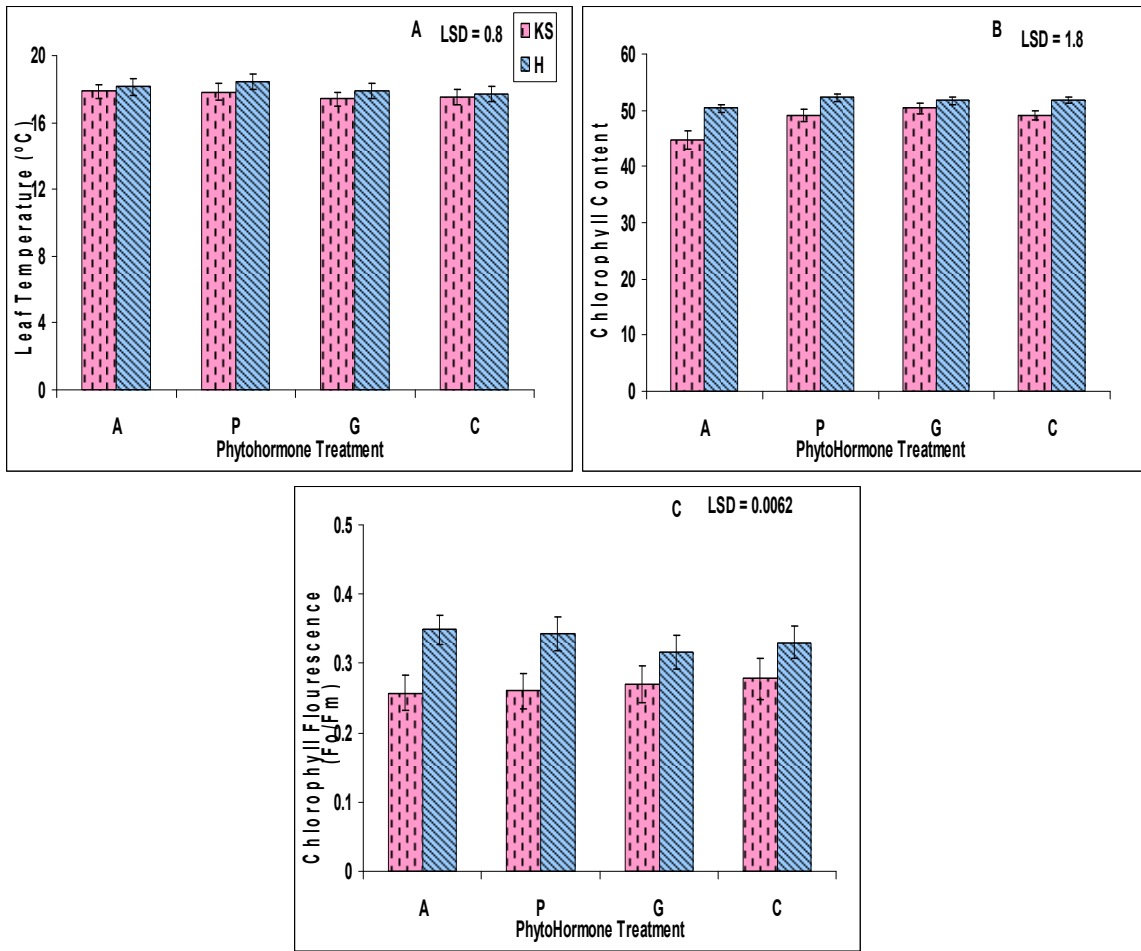 A LSD = 0.8
KS
H
20
16
12
8
4
0
Leaf Temperature (ºC)
A P G C
Phytohormone Treatment
B LSD = 1.8
60
50
40
30
20
10
0
Chlorophyll Content
A P G C
PhytoHormone Treatment
C LSD = 0.0062
0.5
0.4
0.3
0.2
0.1
0
Chlorophyll Flourescence
(Fo/Fm)
A P G C
PhytoHormone Treatment